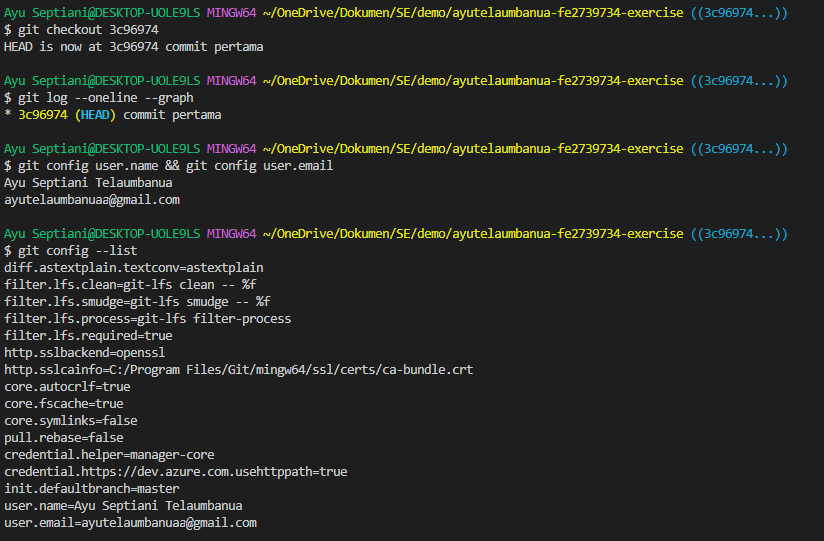 Ayu Septiani@DESKTOP-UOLE9LS MINGW64 ~/OneDrive/Dokumen/SE/demo/ayutelaumbanua-fe2739734-exercise ((3c96974...))
$ git checkout 3c96974
HEAD is now at 3c96974 commit pertama
Ayu Septiani@DESKTOP-UOLE9LS MINGW64 ~/OneDrive/Dokumen/SE/demo/ayutelaumbanua-fe2739734-exercise ((3c96974...))
$ git log --oneline --graph
* 3c96974 (HEAD) commit pertama
Ayu Septiani@DESKTOP-UOLE9LS MINGW64 ~/OneDrive/Dokumen/SE/demo/ayutelaumbanua-fe2739734-exercise ((3c96974...))
$ git config user.name && git config user.email
Ayu Septiani Telaumbanua
ayutelaumbanuaa@gmail.com
Ayu Septiani@DESKTOP-UOLE9LS MINGW64 ~/OneDrive/Dokumen/SE/demo/ayutelaumbanua-fe2739734-exercise ((3c96974...))
$ git config --list
diff.astextplain.textconv=astextplain
filter.lfs.clean=git-lfs clean -- %f
filter.lfs.smudge=git-lfs smudge -- %f
filter.lfs.process=git-lfs filter-process
filter.lfs.required=true
http.sslbackend=openssl
http.sslcainfo=C:/Program Files/Git/mingw64/ssl/certs/ca-bundle.crt
core.autocrlf=true
core.fscache=true
core.symlinks=false
pull.rebase=false
credential.helper=manager-core
credential.https://dev.azure.com.usehttppath=true
init.defaultbranch=master
user.name=Ayu Septiani Telaumbanua
user.email=ayutelaumbanuaa@gmail.com